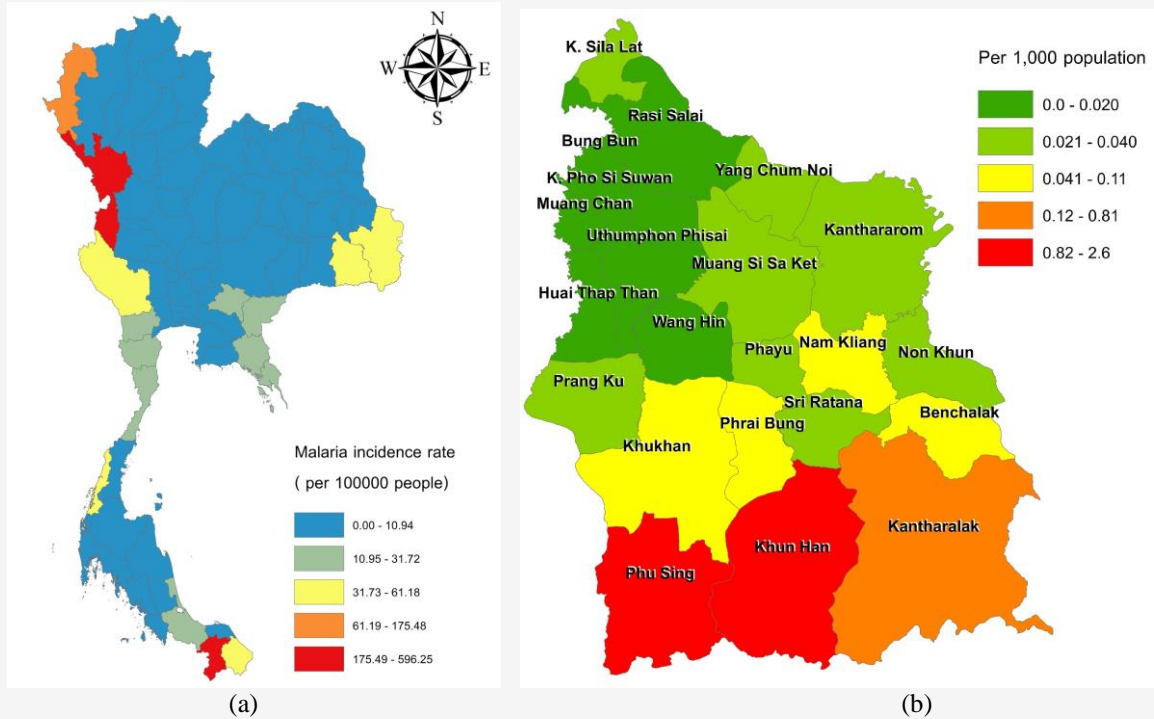 N
W E
S
Malaria incidence rate
( per 100000 people)
0.00 - 10.94
10.95 - 31.72
31.73 - 61.18
61.19 - 175.48
175.49 - 596.25
(a)
K. Sila Lat
Rasi Salai
Bung Bun
Yang Chum Noi
K. Pho Si Suwan
Muang Chan
Kanthararom
Uthumphon Phisai
Muang Si Sa Ket
Huai Thap Than
Wang Hin
Nam Kliang
Phayu
Non Khun
Prang Ku
Sri Ratana
Benchalak
Phrai Bung
Khukhan
Kantharalak
Khun Han
Phu Sing
Per 1,000 population
0.0 - 0.020
0.021 - 0.040
0.041 - 0.11
0.12 - 0.81
0.82 - 2.6
(b)